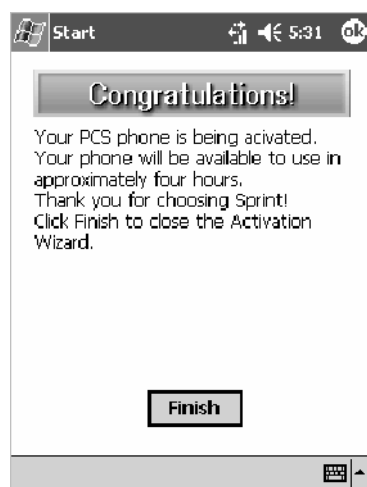 Start 5:31 ok
Congratulations!
Your PCS phone is being acivated.
Your phone will be available to use in
approximately four hours.
Thank you for choosing Sprint!
Click Finish to close the Activation
Wizard.
Finish